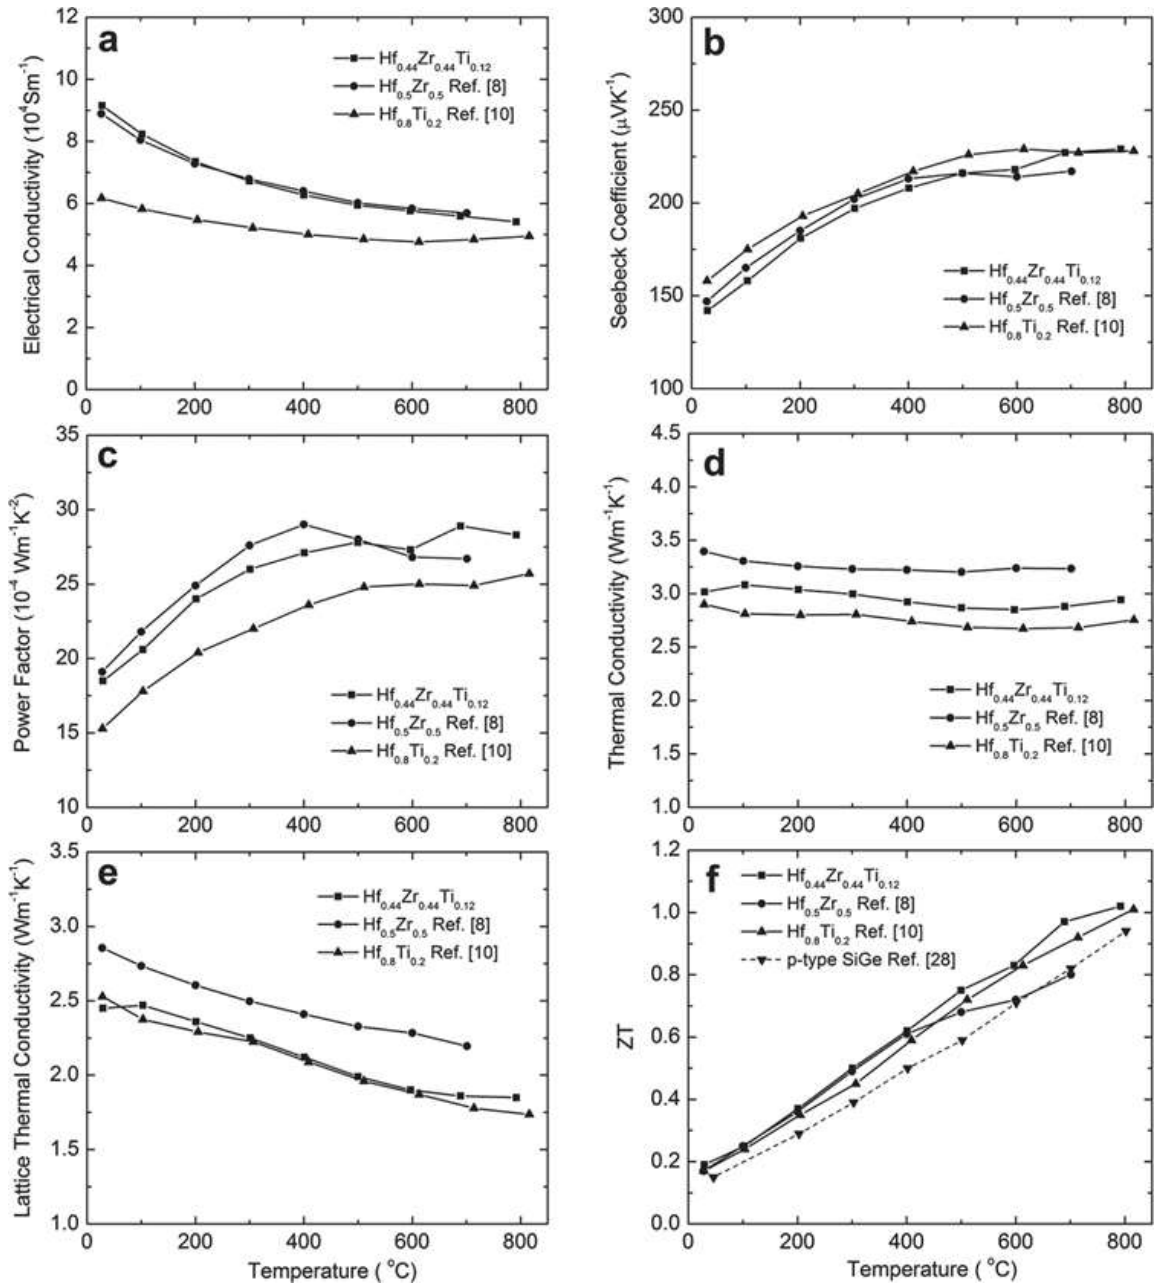 a
12
10
8
6
4
2
0
Electrical Conductivity (10⁴Sm⁻¹)
Hf₀.₄₄Zr₀.₄₄Ti₀.₁₂
Hf₀.₅Zr₀.₅ Ref. [8]
Hf₀.₈Ti₀.₂ Ref. [10]
0 200 400 600 800
b
300
250
200
150
100
Seebeck Coefficient (μVK⁻¹)
Hf₀.₄₄Zr₀.₄₄Ti₀.₁₂
Hf₀.₅Zr₀.₅ Ref. [8]
Hf₀.₈Ti₀.₂ Ref. [10]
0 200 400 600 800
c
35
30
25
20
15
10
Power Factor (10⁻⁴ Wm⁻¹K⁻²)
Hf₀.₄₄Zr₀.₄₄Ti₀.₁₂
Hf₀.₅Zr₀.₅ Ref. [8]
Hf₀.₈Ti₀.₂ Ref. [10]
0 200 400 600 800
d
4.5
4.0
3.5
3.0
2.5
2.0
1.5
1.0
Thermal Conductivity (Wm⁻¹K⁻¹)
Hf₀.₄₄Zr₀.₄₄Ti₀.₁₂
Hf₀.₅Zr₀.₅ Ref. [8]
Hf₀.₈Ti₀.₂ Ref. [10]
0 200 400 600 800
e
3.5
3.0
2.5
2.0
1.5
1.0
Lattice Thermal Conductivity (Wm⁻¹K⁻¹)
Hf₀.₄₄Zr₀.₄₄Ti₀.₁₂
Hf₀.₅Zr₀.₅ Ref. [8]
Hf₀.₈Ti₀.₂ Ref. [10]
0 200 400 600 800
Temperature ( °C)
f
1.2
1.0
0.8
0.6
0.4
0.2
0.0
ZT
Hf₀.₄₄Zr₀.₄₄Ti₀.₁₂
Hf₀.₅Zr₀.₅ Ref. [8]
Hf₀.₈Ti₀.₂ Ref. [10]
p-type SiGe Ref. [28]
0 200 400 600 800
Temperature ( °C)